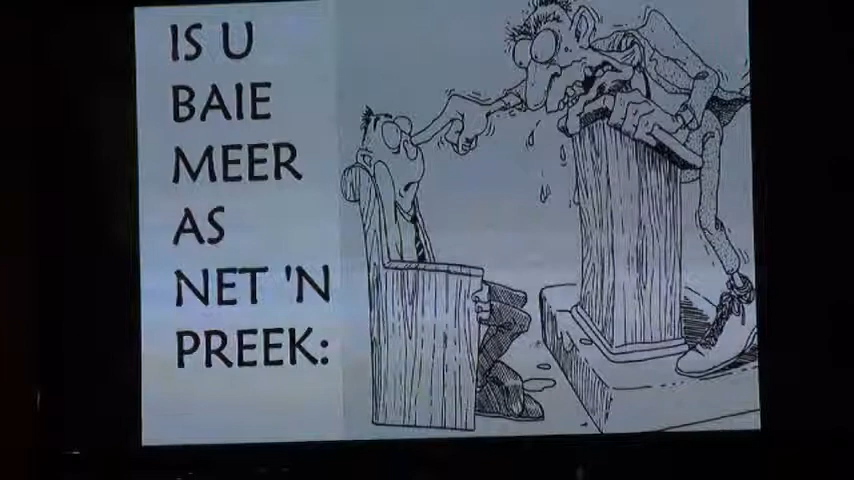 IS U
BAIE
MEER
AS
NET 'N
PREEK: